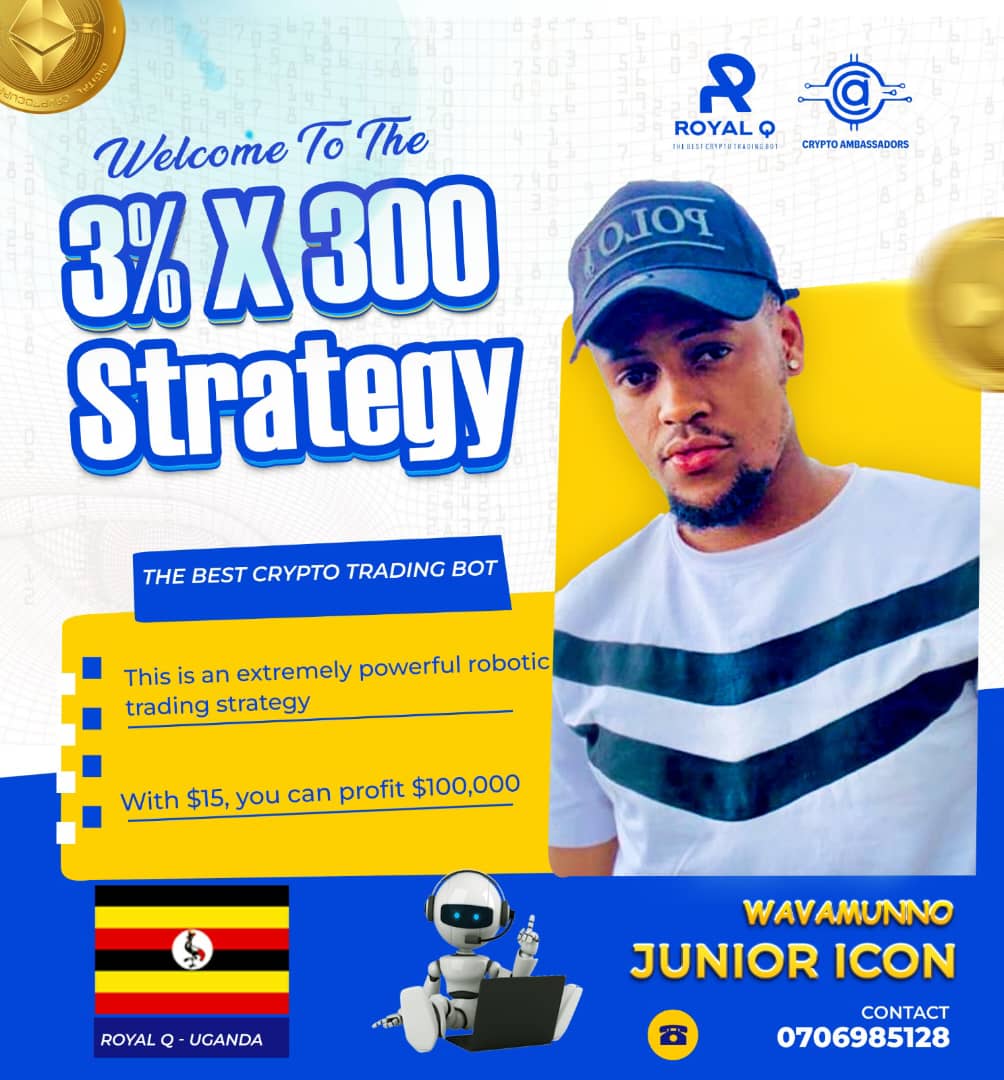 ROYAL Q
THE BEST CRYPTO TRADING BOT
CRYPTO AMBASSADORS
Welcome To The
3% X 300
Strategy
POLO
THE BEST CRYPTO TRADING BOT
This is an extremely powerful robotic
trading strategy
With $15, you can profit $100,000
ROYAL Q - UGANDA
WAVAMUNNO
JUNIOR ICON
CONTACT
0706985128